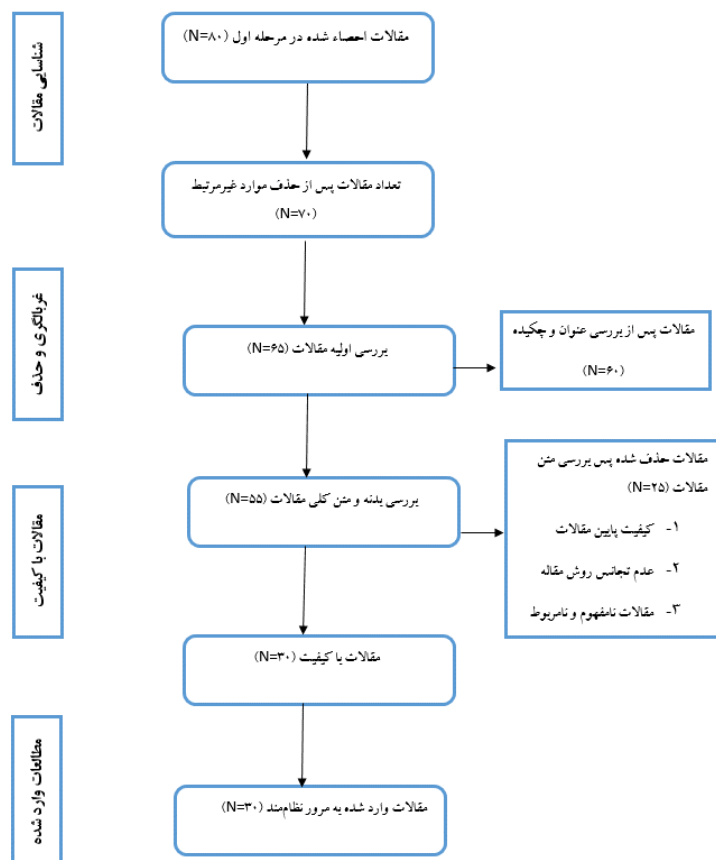 شناسایی مقالات
مقالات احصاء شده در مرحله اول (N=۸۰)
تعداد مقالات پس از حذف موارد غیرمرتبط
(N=۷۰)
غربالگری و حذف
بررسی اولیه مقالات (N=۶۵)
مقالات پس از بررسی عنوان و چکیده
(N=۶۰)
مقالات با کیفیت
بررسی بدنه و متن کلی مقالات (N=۵۵)
مقالات حذف شده پس بررسی متن
مقالات (N=۲۵)
۱- کیفیت پایین مقالات
۲- عدم تجانس روش مقاله
۳- مقالات نامفهوم و نامربوط
مقالات با کیفیت (N=۳۰)
مطالعات وارد شده
مقالات وارد شده به مرور نظام‌مند (N=۳۰)